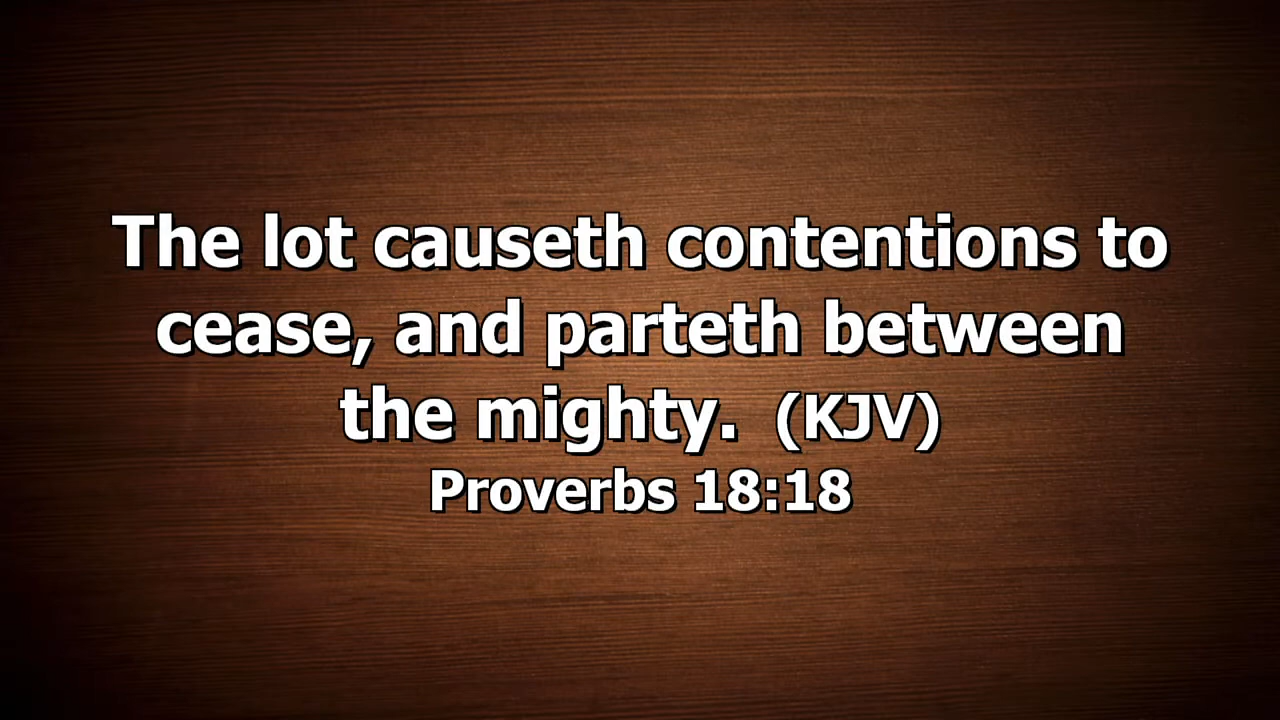 The lot causeth contentions to
cease, and parteth between
the mighty. (KJV)
Proverbs 18:18